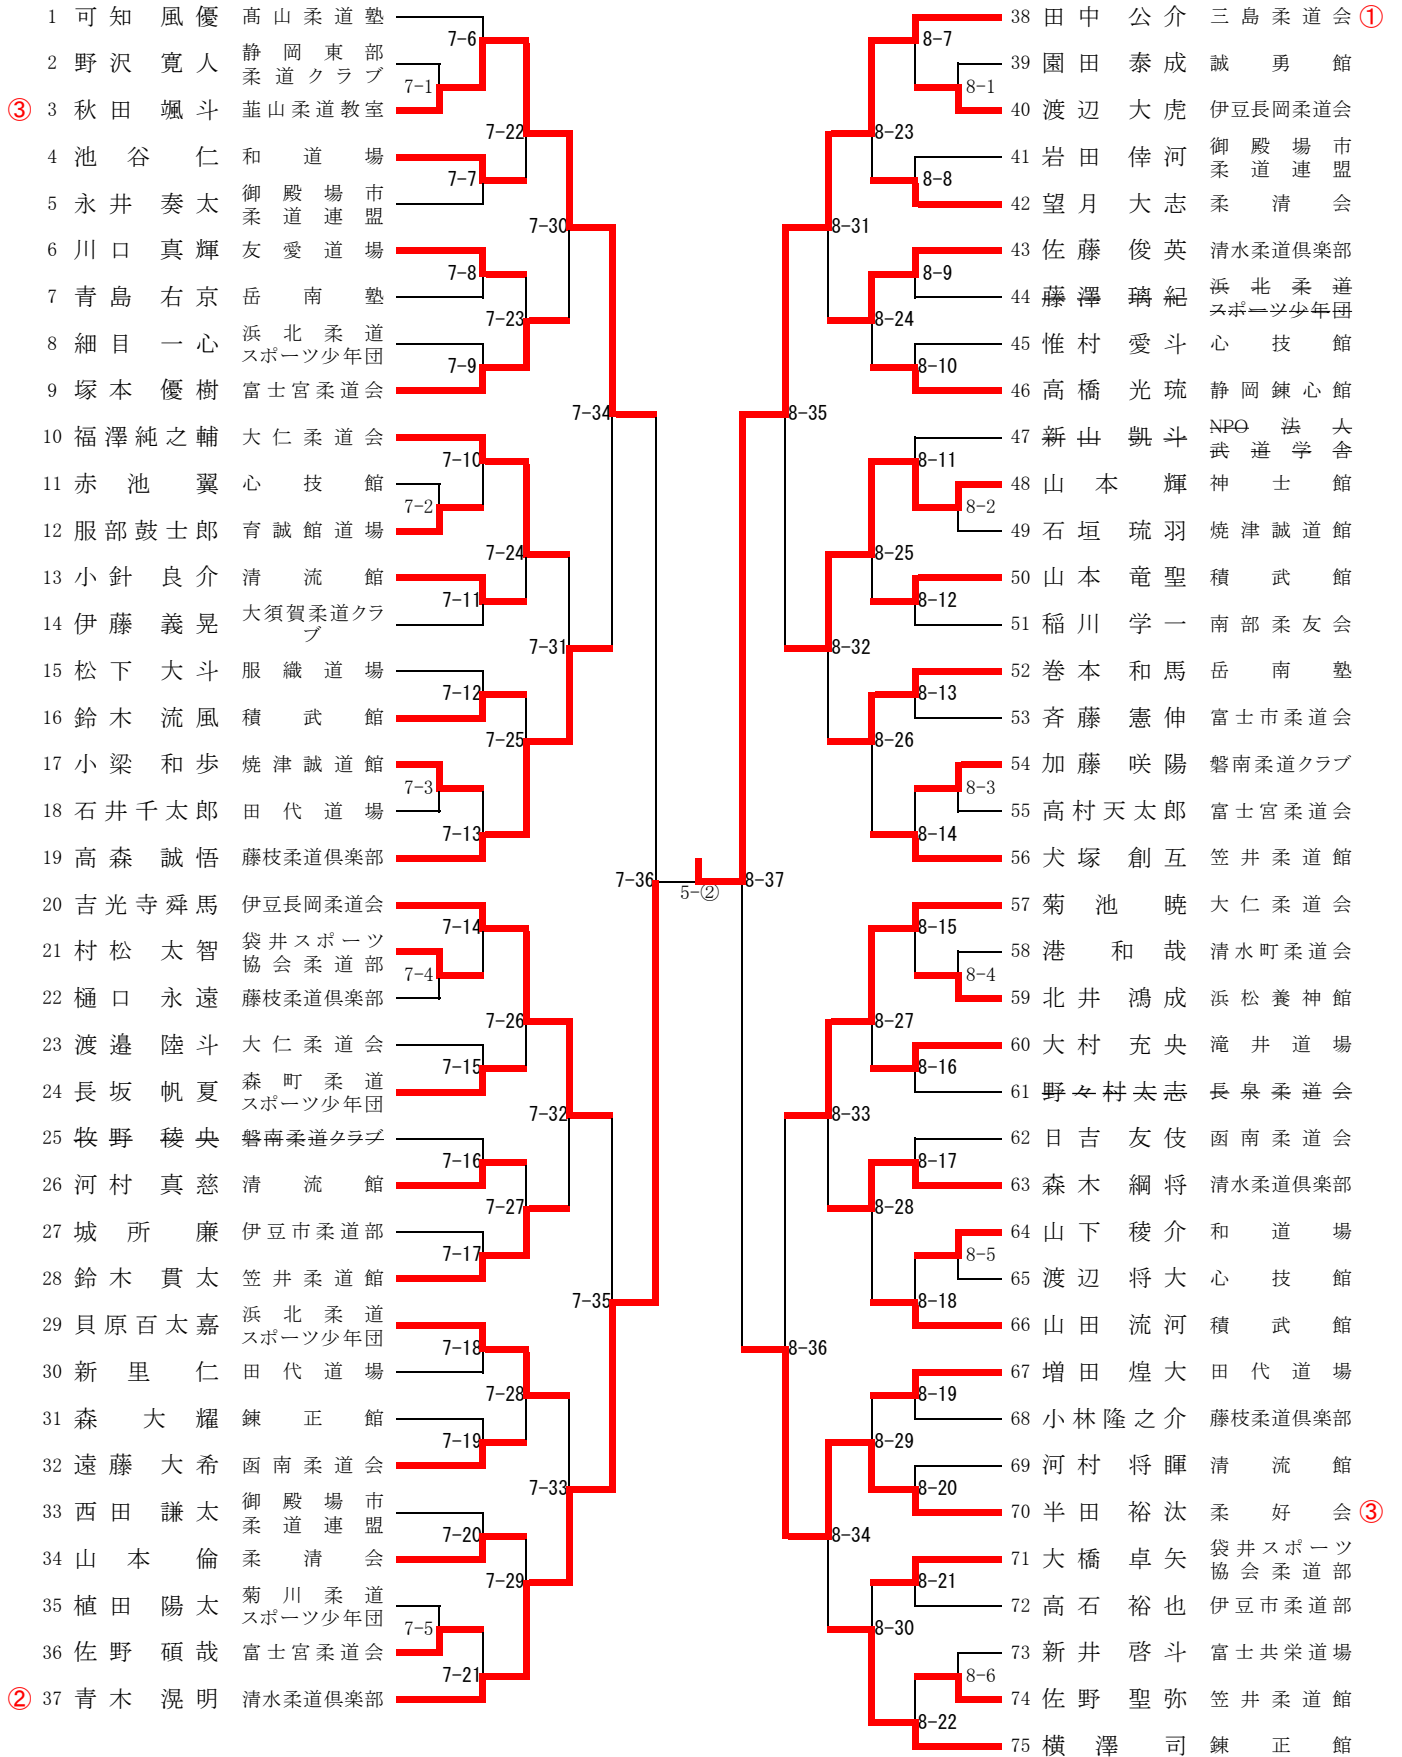 1 可知 風優 髙山柔道塾
2 野沢 寛人 静岡東部柔道クラブ
③ 3 秋田 颯斗 韮山柔道教室
4 池谷 仁 和道場
5 永井 奏太 御殿場市柔道連盟
6 川口 真輝 友愛道場
7 青島 右京 岳南塾
8 細目 一心 浜北柔道スポーツ少年団
9 塚本 優樹 富士宮柔道会
10 福澤純之輔 大仁柔道会
11 赤池 翼 心技館
12 服部鼓士郎 育誠館道場
13 小針 良介 清流館
14 伊藤 義晃 大須賀柔道クラブ
15 松下 大斗 服織道場
16 鈴木 流風 積武館
17 小梁 和歩 焼津誠道館
18 石井千太郎 田代道場
19 高森 誠悟 藤枝柔道倶楽部
20 吉光寺舜馬 伊豆長岡柔道会
21 村松 太智 袋井スポーツ協会柔道部
22 樋口 永遠 藤枝柔道倶楽部
23 渡邉 陸斗 大仁柔道会
24 長坂 帆夏 森町柔道スポーツ少年団
25 牧野 稜央 磐南柔道クラブ
26 河村 真慈 清流館
27 城所 廉 伊豆市柔道部
28 鈴木 貫太 笠井柔道館
29 貝原百太嘉 浜北柔道スポーツ少年団
30 新里 仁 田代道場
31 森 大耀 錬正館
32 遠藤 大希 函南柔道会
33 西田 謙太 御殿場市柔道連盟
34 山本 倫 柔清会
35 植田 陽太 菊川柔道スポーツ少年団
36 佐野 碩哉 富士宮柔道会
② 37 青木 滉明 清水柔道倶楽部
7-1
7-2
7-3
7-4
7-5
7-6
7-7
7-8
7-9
7-10
7-11
7-12
7-13
7-14
7-15
7-16
7-17
7-18
7-19
7-20
7-21
7-22
7-23
7-24
7-25
7-26
7-27
7-28
7-29
7-30
7-31
7-32
7-33
7-34
7-35
7-36
5-②
8-37
8-35
8-36
8-31
8-32
8-33
8-34
8-23
8-24
8-25
8-26
8-27
8-28
8-29
8-30
8-7
8-8
8-9
8-10
8-11
8-12
8-13
8-14
8-15
8-16
8-17
8-18
8-19
8-20
8-21
8-22
8-1
8-2
8-3
8-4
8-5
8-6
38 田中 公介 三島柔道会 ①
39 園田 泰成 誠勇館
40 渡辺 大虎 伊豆長岡柔道会
41 岩田 倖河 御殿場市柔道連盟
42 望月 大志 柔清会
43 佐藤 俊英 清水柔道倶楽部
44 藤澤 璃紀 浜北柔道スポーツ少年団
45 惟村 愛斗 心技館
46 高橋 光琉 静岡錬心館
47 新山 凱斗 NPO法人武道学舎
48 山本 輝 神士館
49 石垣 琉羽 焼津誠道館
50 山本 竜聖 積武館
51 稲川 学一 南部柔友会
52 巻本 和馬 岳南塾
53 斉藤 憲伸 富士市柔道会
54 加藤 咲陽 磐南柔道クラブ
55 高村天太郎 富士宮柔道会
56 犬塚 創互 笠井柔道館
57 菊池 暁 大仁柔道会
58 港 和哉 清水町柔道会
59 北井 鴻成 浜松養神館
60 大村 充央 滝井道場
61 野々村太志 長泉柔道会
62 日吉 友伎 函南柔道会
63 森木 綱将 清水柔道倶楽部
64 山下 稜介 和道場
65 渡辺 将大 心技館
66 山田 流河 積武館
67 増田 煌大 田代道場
68 小林隆之介 藤枝柔道倶楽部
69 河村 将暉 清流館
70 半田 裕汰 柔好会 ③
71 大橋 卓矢 袋井スポーツ協会柔道部
72 高石 裕也 伊豆市柔道部
73 新井 啓斗 富士共栄道場
74 佐野 聖弥 笠井柔道館
75 横澤 司 錬正館